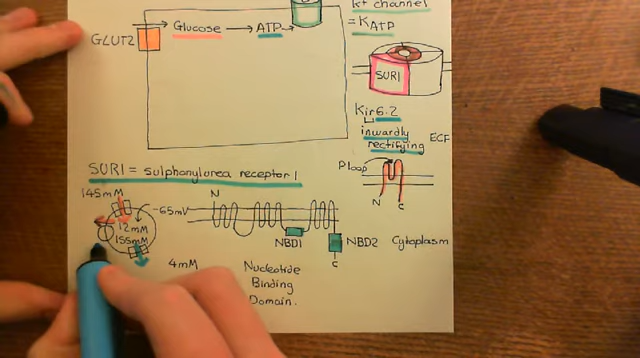 K+ channel
= KATP
GLUT2
Glucose → ATP →
SUR1
Kir6.2
inwardly
rectifying
ECF
P loop
N C
SUR1 = sulphonylurea receptor 1
145mM
-65mV
12mM
155mM
4mM
N
NBD1
NBD2
C
Cytoplasm
Nucleotide
Binding
Domain.